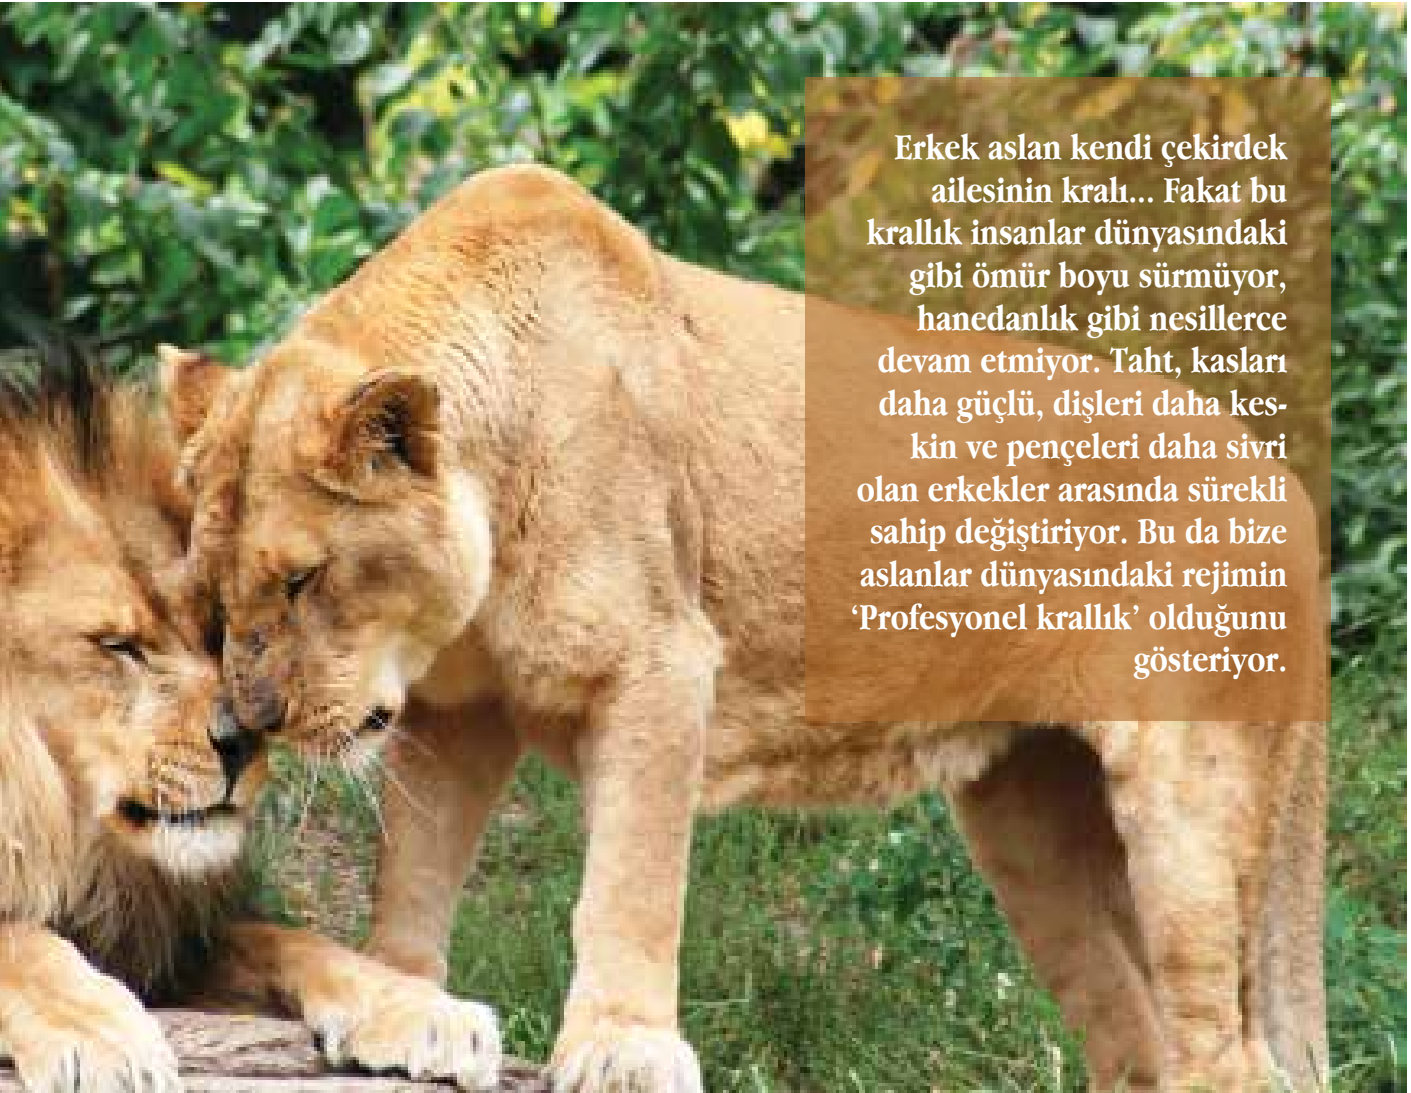 Erkek aslan kendi çekirdek
ailesinin kralı... Fakat bu
krallık insanlar dünyasındaki
gibi ömür boyu sürmüyor,
hanedanlık gibi nesillerce
devam etmiyor. Taht, kasları
daha güçlü, dişleri daha kes-
kin ve pençeleri daha sivri
olan erkekler arasında sürekli
sahip değiştiriyor. Bu da bize
aslanlar dünyasındaki rejimin
‘Profesyonel krallık’ olduğunu
gösteriyor.